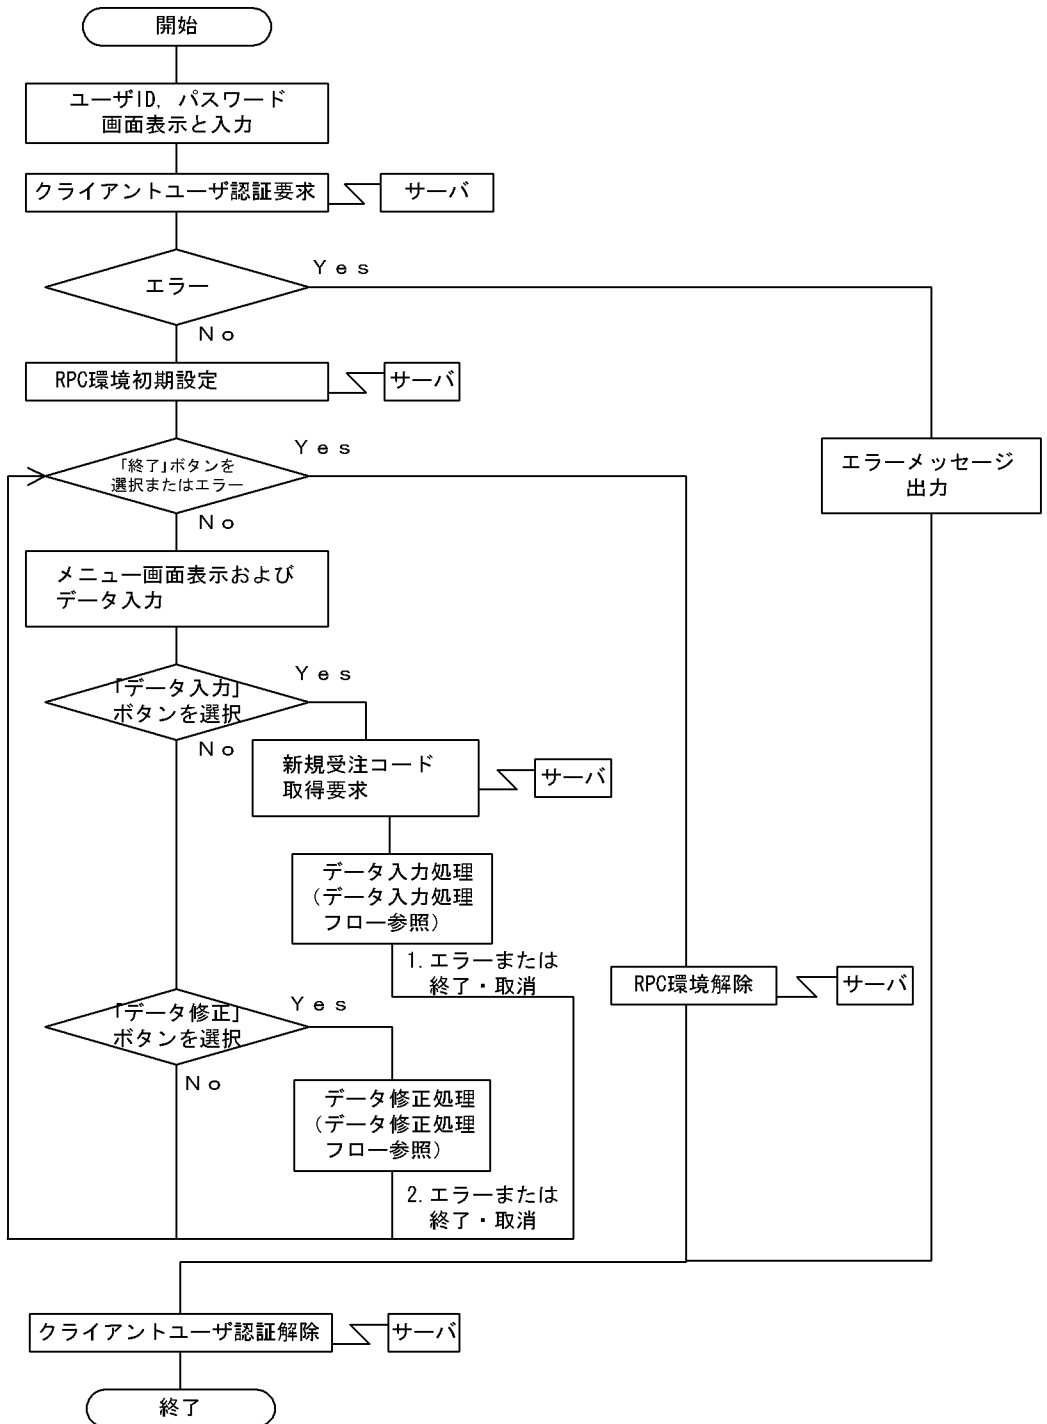 開始
ユーザID, パスワード
画面表示と入力
クライアントユーザ認証要求
サーバ
エラー
Yes
No
RPC環境初期設定
サーバ
「終了」ボタンを
選択またはエラー
Yes
No
エラーメッセージ
出力
メニュー画面表示および
データ入力
「データ入力」
ボタンを選択
Yes
No
新規受注コード
取得要求
サーバ
データ入力処理
(データ入力処理
フロー参照)
1. エラーまたは
終了・取消
RPC環境解除
サーバ
「データ修正」
ボタンを選択
Yes
No
データ修正処理
(データ修正処理
フロー参照)
2. エラーまたは
終了・取消
クライアントユーザ認証解除
サーバ
終了